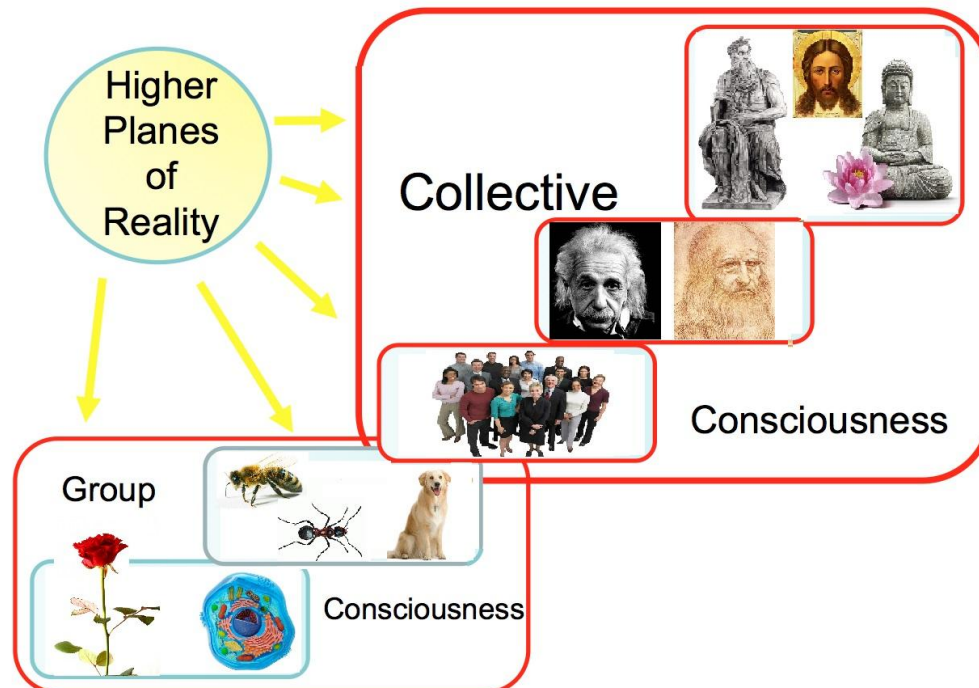 Higher
Planes
of
Reality
Collective
Consciousness
Group
Consciousness